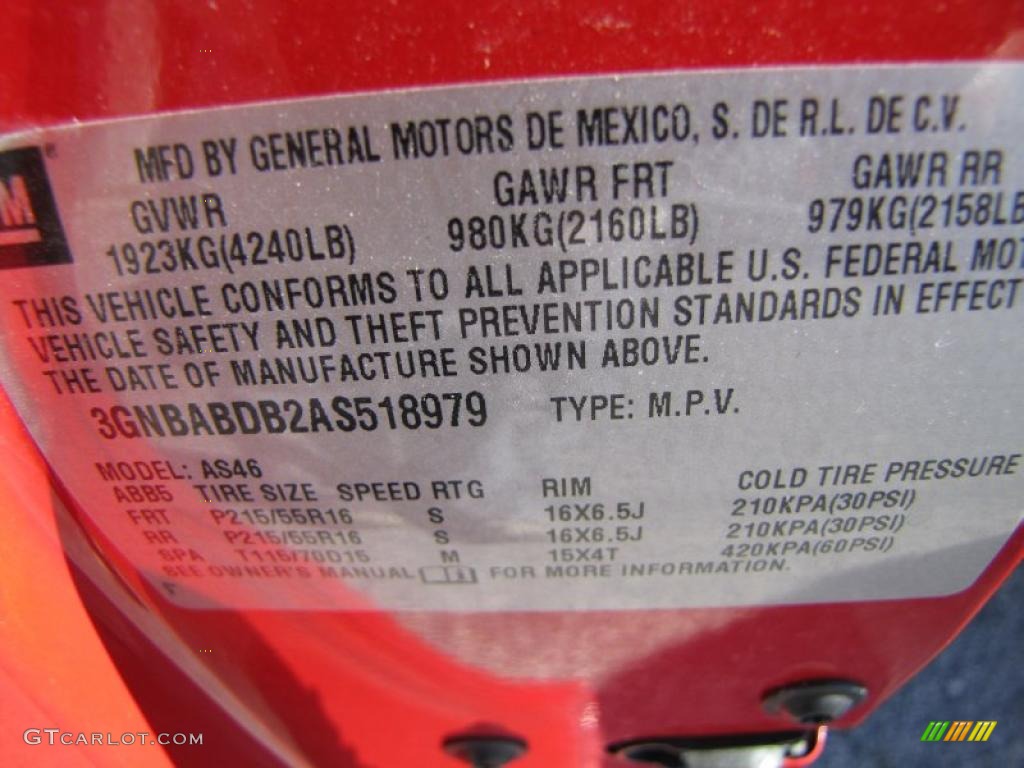 MFD BY GENERAL MOTORS DE MEXICO, S. DE R.L. DE C.V.
GVWR GAWR FRT GAWR RR
1923KG(4240LB) 980KG(2160LB) 979KG(2158LB
THIS VEHICLE CONFORMS TO ALL APPLICABLE U.S. FEDERAL MOT
VEHICLE SAFETY AND THEFT PREVENTION STANDARDS IN EFFECT
THE DATE OF MANUFACTURE SHOWN ABOVE.
3GNBABDB2AS518979 TYPE: M.P.V.
MODEL: AS46
ABB5 TIRE SIZE SPEED RTG RIM COLD TIRE PRESSURE
FRT P215/55R16 S 16X6.5J 210KPA(30PSI)
RR P215/55R16 S 16X6.5J 210KPA(30PSI)
SPA T115/70D15 M 15X4T 420KPA(60PSI)
SEE OWNER'S MANUAL FOR MORE INFORMATION.
GTCARLOT.COM